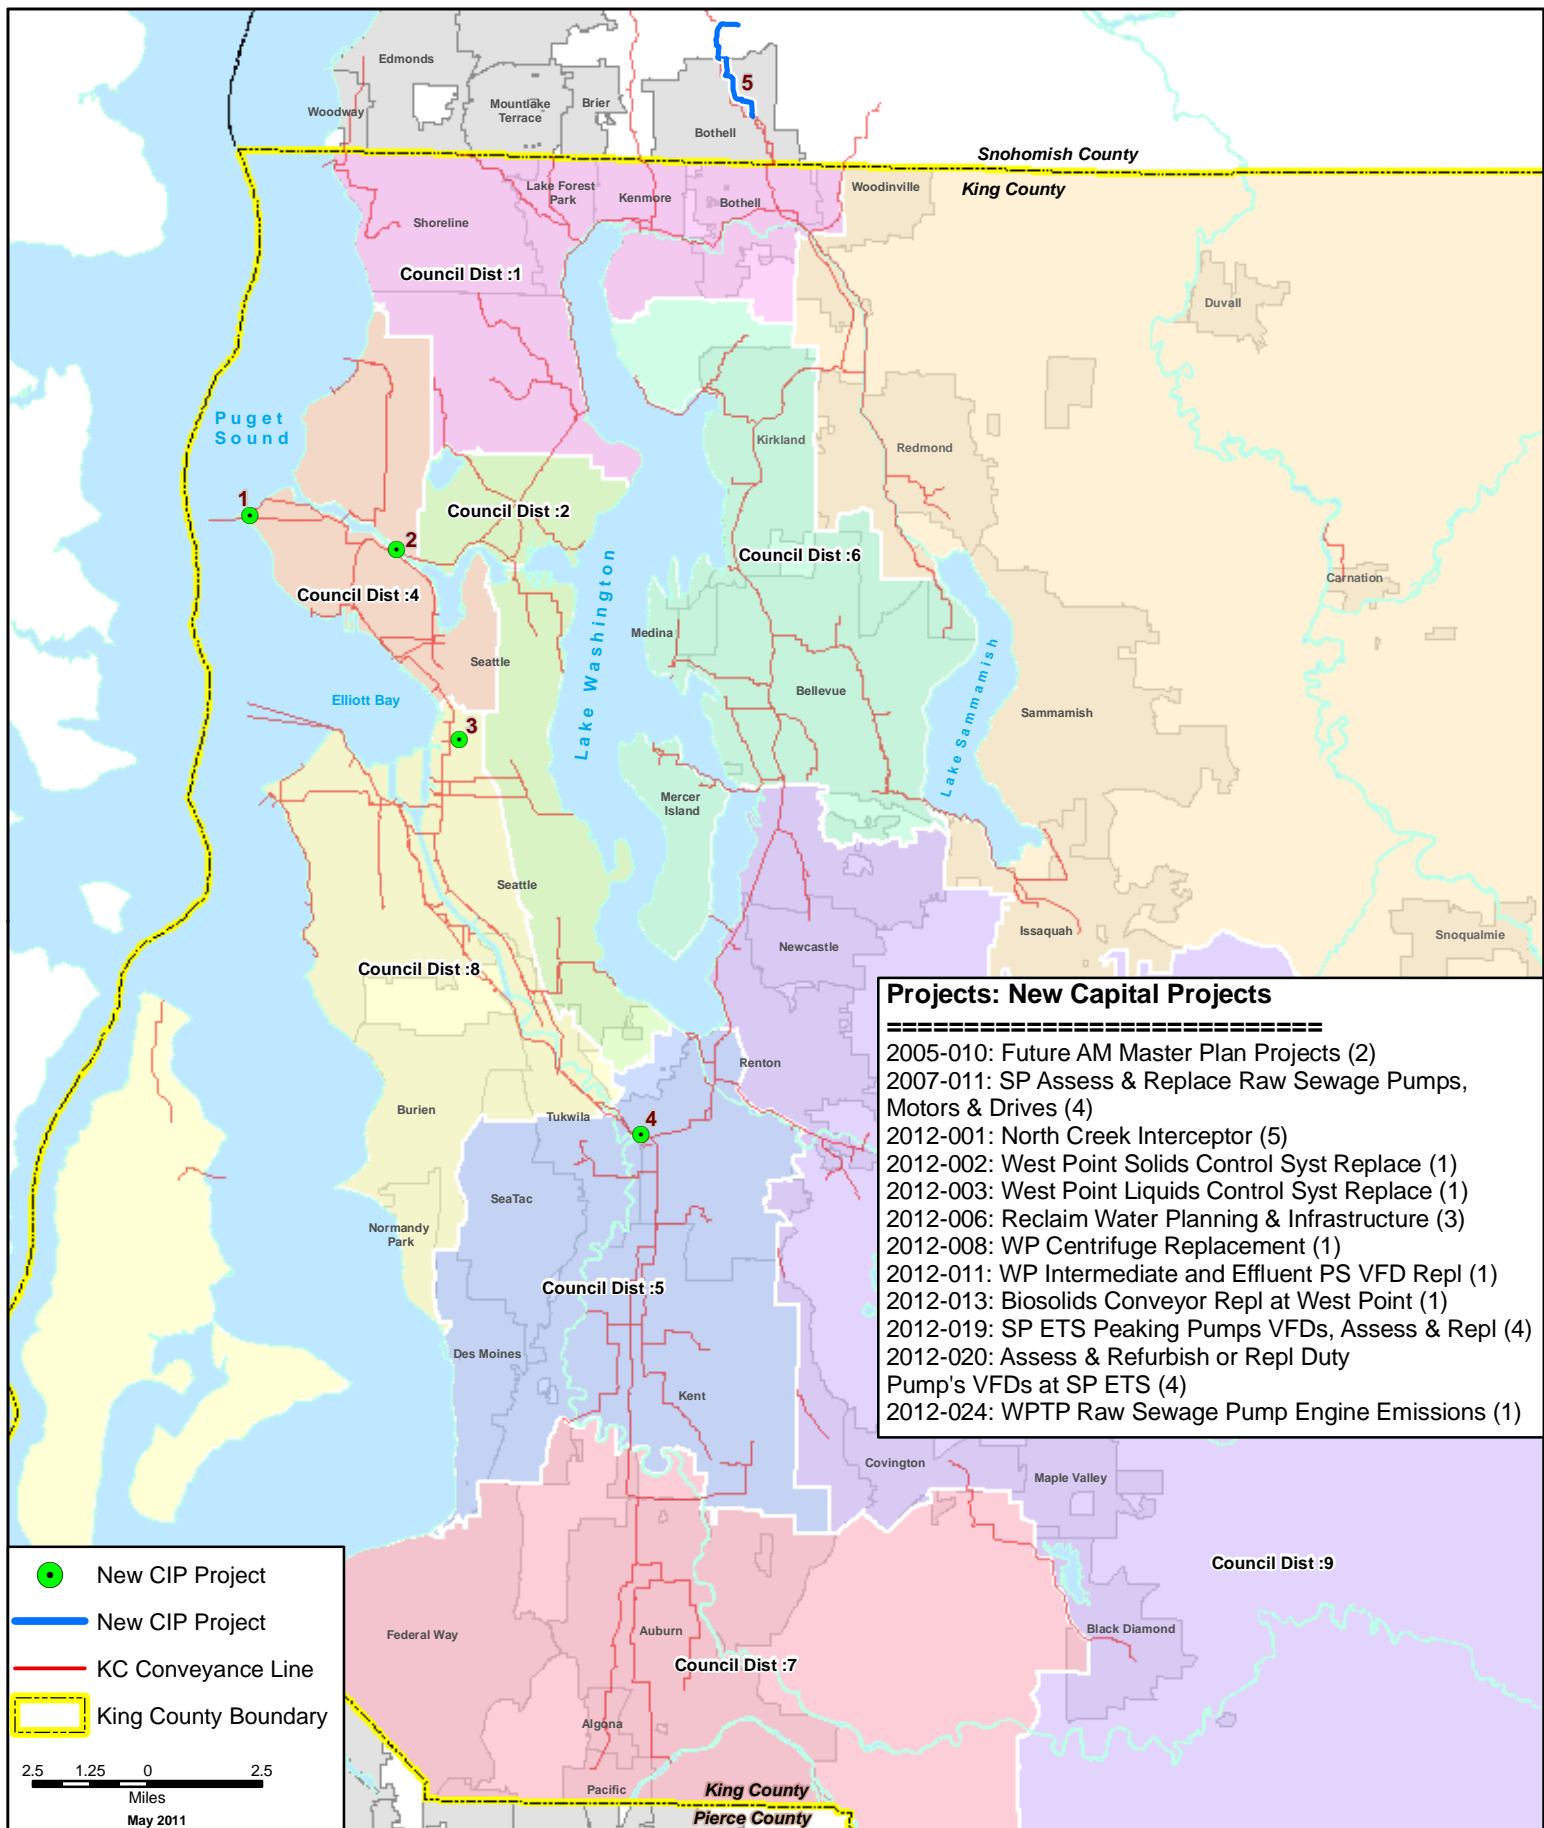 Edmonds
Woodway
Mountlake
Terrace
Brier
5
Bothell
Snohomish County
King County
Lake Forest
Park
Kenmore
Bothell
Woodinville
Shoreline
Council Dist :1
Duvall
Puget
Sound
Kirkland
Redmond
1
2
Council Dist :2
Council Dist :6
Council Dist :4
Carnation
Lake Washington
Medina
Seattle
Bellevue
Lake Sammamish
Sammamish
Elliott Bay
3
Mercer
Island
Seattle
Newcastle
Issaquah
Snoqualmie
Council Dist :8
Renton
Burien
Tukwila
4
SeaTac
Normandy
Park
Council Dist :5
Des Moines
Kent
Projects: New Capital Projects
============================
2005-010: Future AM Master Plan Projects (2)
2007-011: SP Assess & Replace Raw Sewage Pumps,
Motors & Drives (4)
2012-001: North Creek Interceptor (5)
2012-002: West Point Solids Control Syst Replace (1)
2012-003: West Point Liquids Control Syst Replace (1)
2012-006: Reclaim Water Planning & Infrastructure (3)
2012-008: WP Centrifuge Replacement (1)
2012-011: WP Intermediate and Effluent PS VFD Repl (1)
2012-013: Biosolids Conveyor Repl at West Point (1)
2012-019: SP ETS Peaking Pumps VFDs, Assess & Repl (4)
2012-020: Assess & Refurbish or Repl Duty
Pump's VFDs at SP ETS (4)
2012-024: WPTP Raw Sewage Pump Engine Emissions (1)
Covington
Maple Valley
Council Dist :9
Federal Way
Auburn
Black Diamond
Council Dist :7
Algona
Pacific
King County
Pierce County
New CIP Project
New CIP Project
KC Conveyance Line
King County Boundary
2.5 1.25 0 2.5
Miles
May 2011